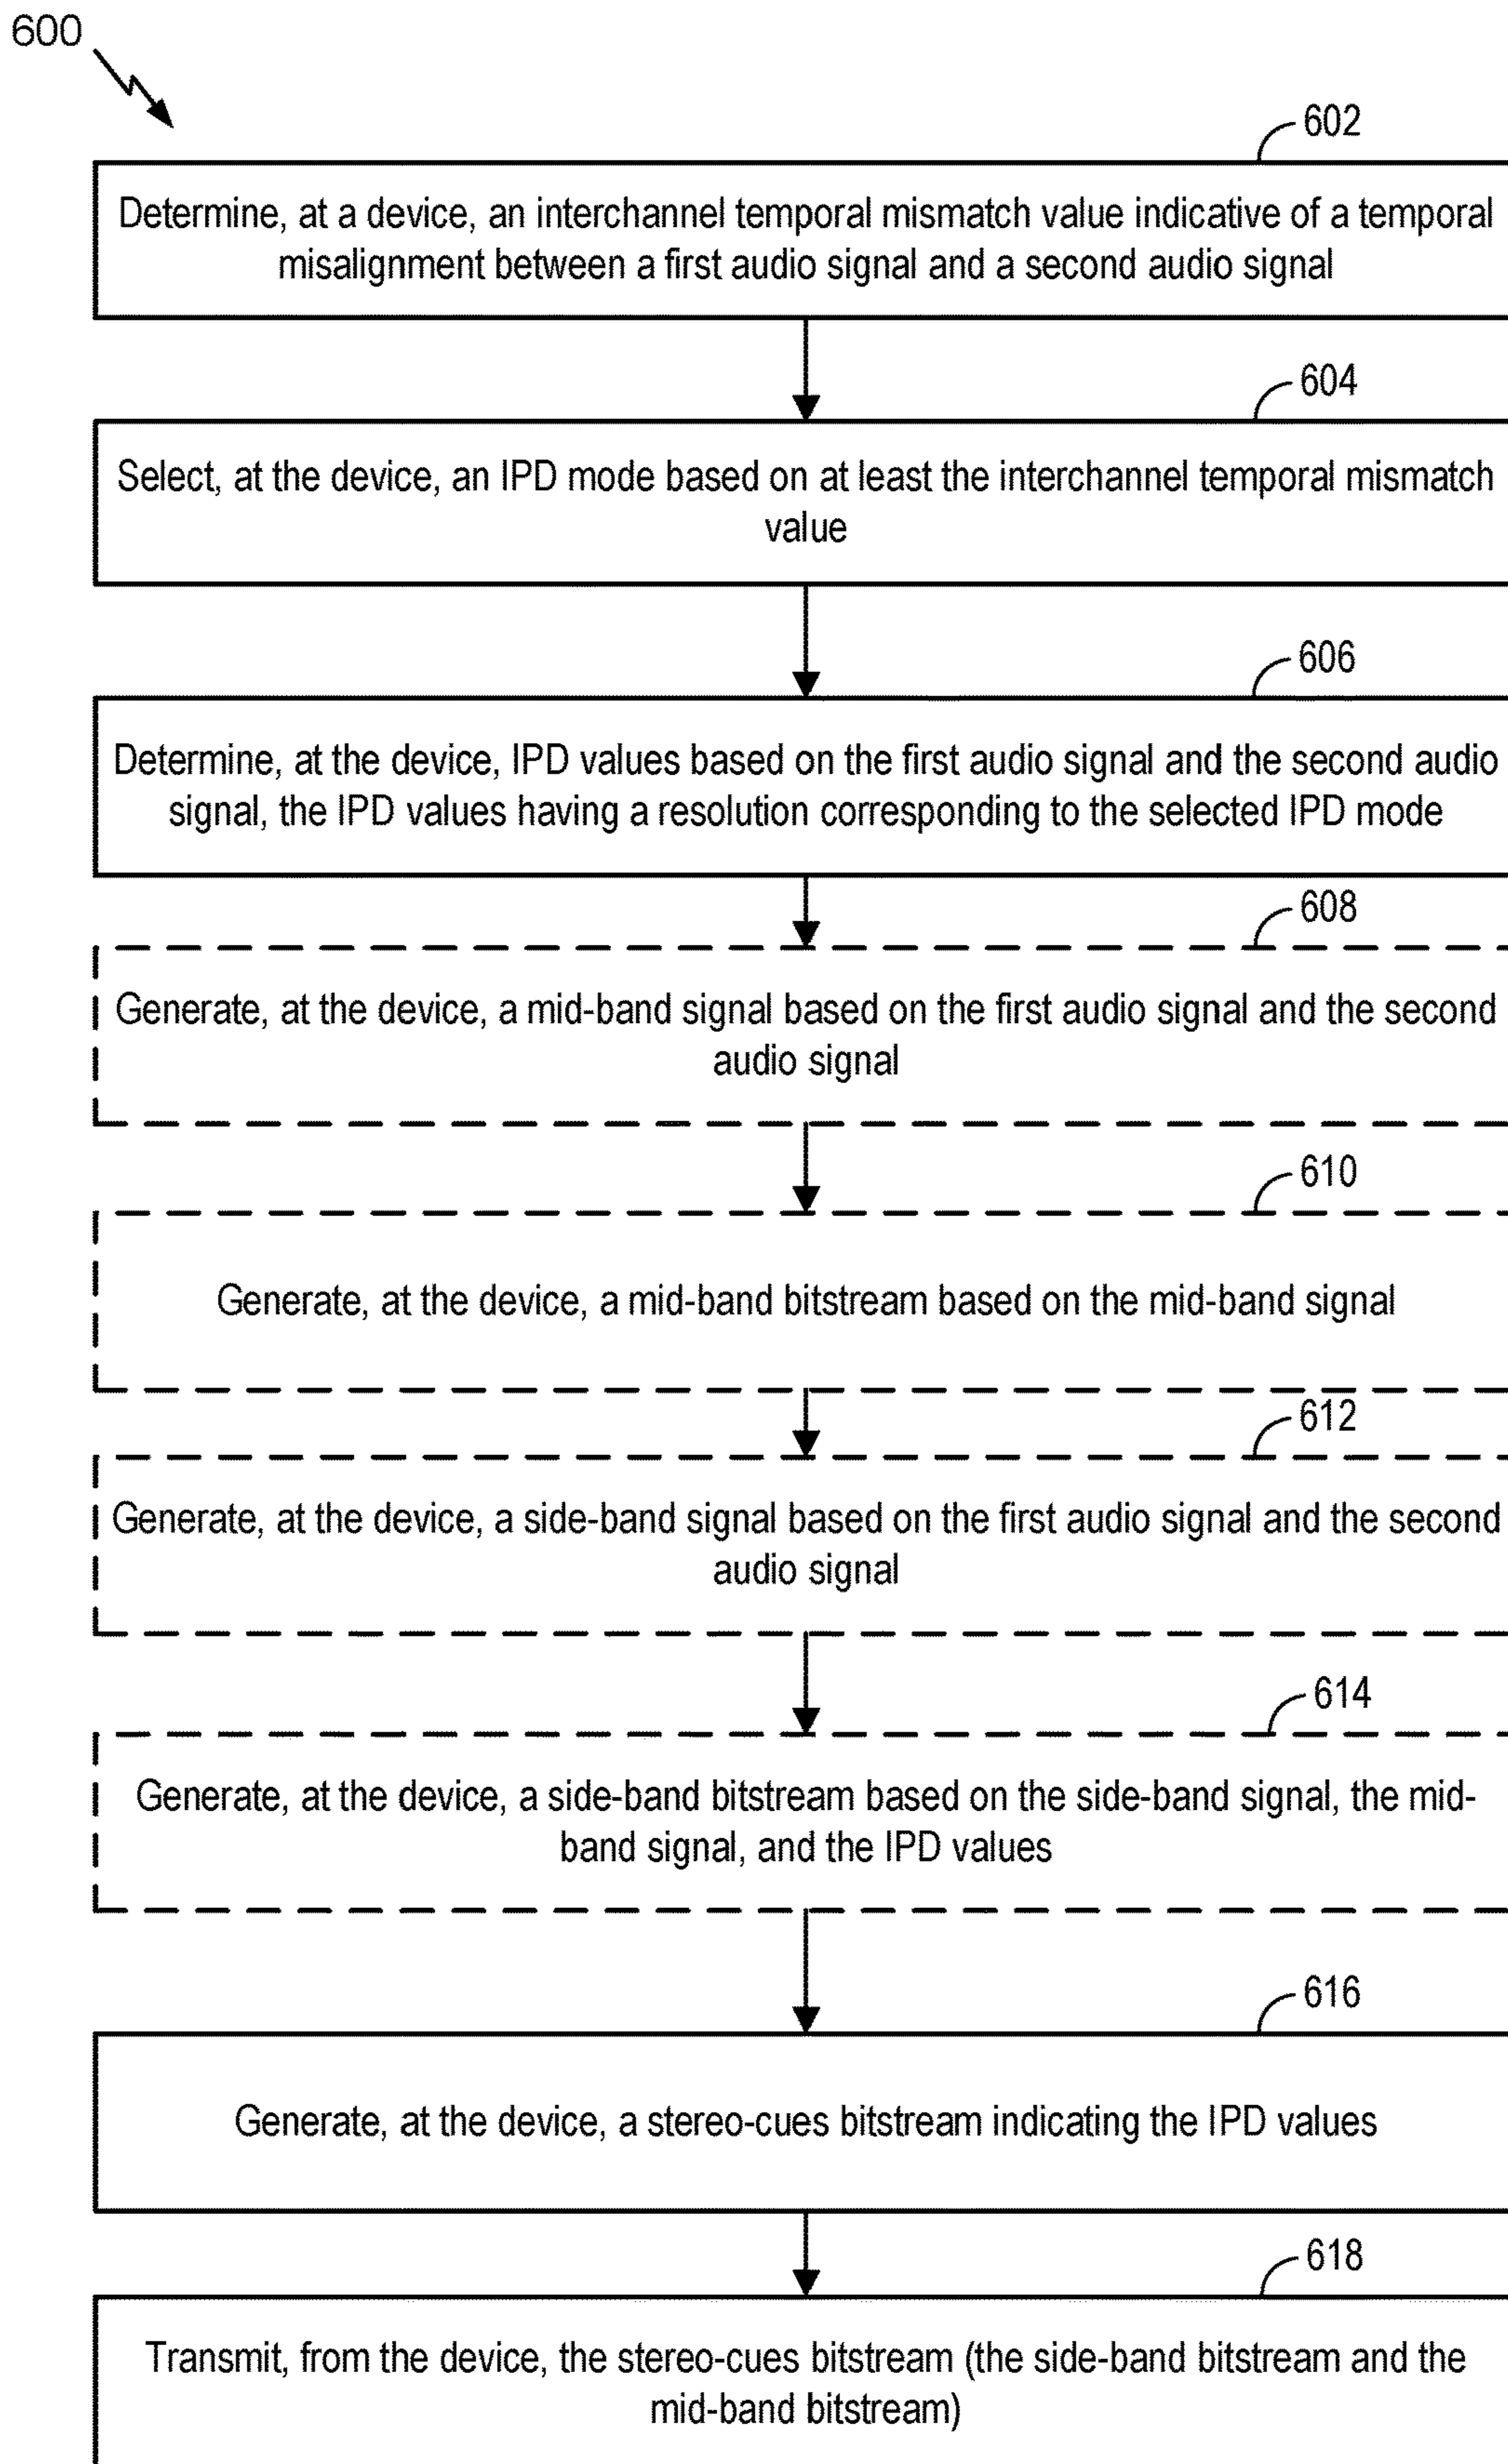 600
602
Determine, at a device, an interchannel temporal mismatch value indicative of a temporal
misalignment between a first audio signal and a second audio signal
604
Select, at the device, an IPD mode based on at least the interchannel temporal mismatch
value
606
Determine, at the device, IPD values based on the first audio signal and the second audio
signal, the IPD values having a resolution corresponding to the selected IPD mode
608
Generate, at the device, a mid-band signal based on the first audio signal and the second
audio signal
610
Generate, at the device, a mid-band bitstream based on the mid-band signal
612
Generate, at the device, a side-band signal based on the first audio signal and the second
audio signal
614
Generate, at the device, a side-band bitstream based on the side-band signal, the mid-
band signal, and the IPD values
616
Generate, at the device, a stereo-cues bitstream indicating the IPD values
618
Transmit, from the device, the stereo-cues bitstream (the side-band bitstream and the
mid-band bitstream)